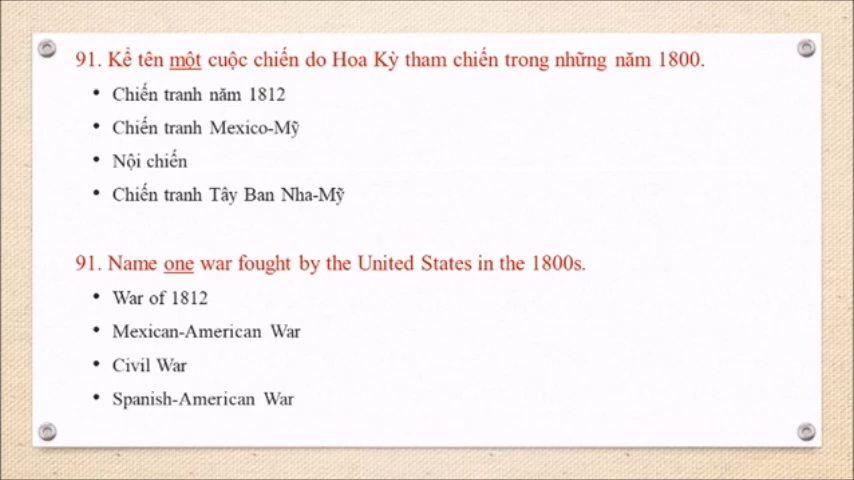 91. Kể tên một cuộc chiến do Hoa Kỳ tham chiến trong những năm 1800.
• Chiến tranh năm 1812
• Chiến tranh Mexico-Mỹ
• Nội chiến
• Chiến tranh Tây Ban Nha-Mỹ
91. Name one war fought by the United States in the 1800s.
• War of 1812
• Mexican-American War
• Civil War
• Spanish-American War